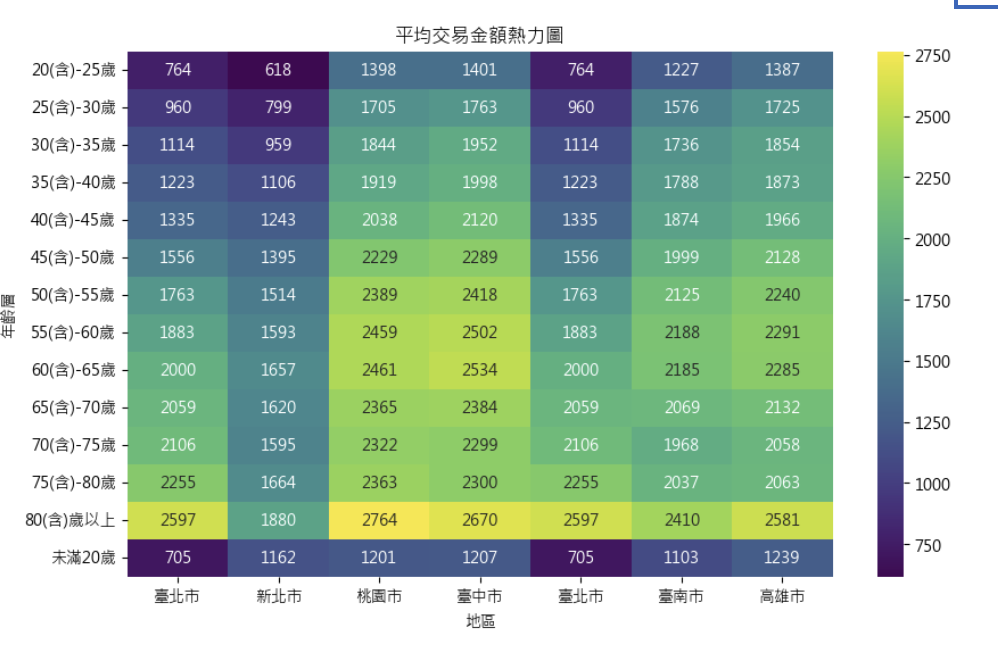 平均交易金額熱力圖
20(含)-25歲 764 618 1398 1401 764 1227 1387
25(含)-30歲 960 799 1705 1763 960 1576 1725
30(含)-35歲 1114 959 1844 1952 1114 1736 1854
35(含)-40歲 1223 1106 1919 1998 1223 1788 1873
40(含)-45歲 1335 1243 2038 2120 1335 1874 1966
45(含)-50歲 1556 1395 2229 2289 1556 1999 2128
50(含)-55歲 1763 1514 2389 2418 1763 2125 2240
55(含)-60歲 1883 1593 2459 2502 1883 2188 2291
60(含)-65歲 2000 1657 2461 2534 2000 2185 2285
65(含)-70歲 2059 1620 2365 2384 2059 2069 2132
70(含)-75歲 2106 1595 2322 2299 2106 1968 2058
75(含)-80歲 2255 1664 2363 2300 2255 2037 2063
80(含)歲以上 2597 1880 2764 2670 2597 2410 2581
未滿20歲 705 1162 1201 1207 705 1103 1239
臺北市 新北市 桃園市 臺中市 臺北市 臺南市 高雄市
地區
年齡層
2750
2500
2250
2000
1750
1500
1250
1000
750